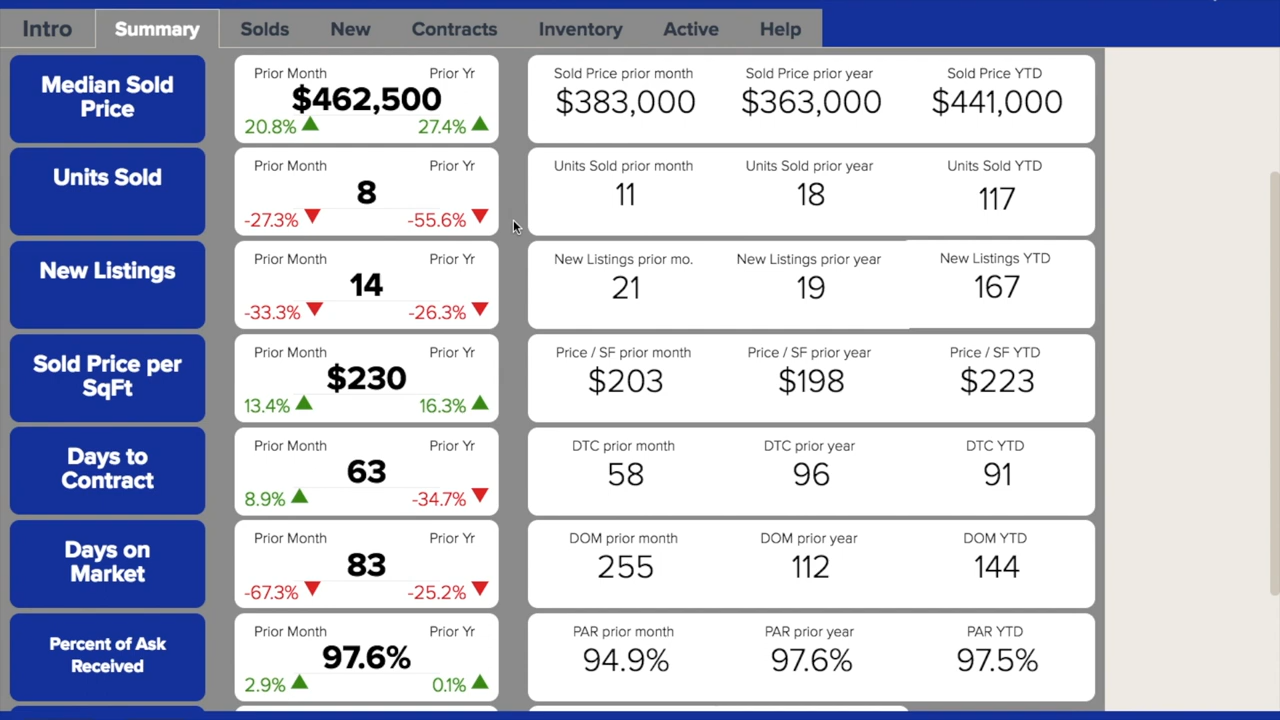 Intro Summary Solds New Contracts Inventory Active Help
Median Sold
Price
Prior Month Prior Yr
$462,500
20.8% 27.4%
Sold Price prior month Sold Price prior year Sold Price YTD
$383,000 $363,000 $441,000
Units Sold
Prior Month Prior Yr
8
-27.3% -55.6%
Units Sold prior month Units Sold prior year Units Sold YTD
11 18 117
New Listings
Prior Month Prior Yr
14
-33.3% -26.3%
New Listings prior mo. New Listings prior year New Listings YTD
21 19 167
Sold Price per
SqFt
Prior Month Prior Yr
$230
13.4% 16.3%
Price / SF prior month Price / SF prior year Price / SF YTD
$203 $198 $223
Days to
Contract
Prior Month Prior Yr
63
8.9% -34.7%
DTC prior month DTC prior year DTC YTD
58 96 91
Days on
Market
Prior Month Prior Yr
83
-67.3% -25.2%
DOM prior month DOM prior year DOM YTD
255 112 144
Percent of Ask
Received
Prior Month Prior Yr
97.6%
2.9% 0.1%
PAR prior month PAR prior year PAR YTD
94.9% 97.6% 97.5%